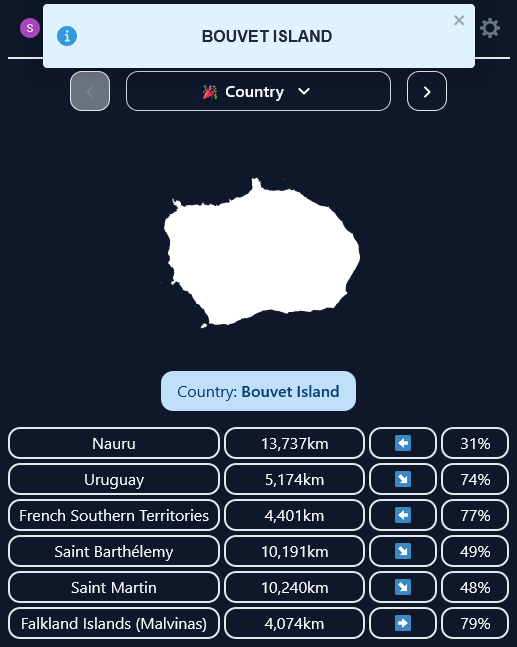 S
BOUVET ISLAND
×
🎉 Country
Country: Bouvet Island
Nauru 13,737km ⬅️ 31%
Uruguay 5,174km ↘️ 74%
French Southern Territories 4,401km ⬅️ 77%
Saint Barthélemy 10,191km ↘️ 49%
Saint Martin 10,240km ↘️ 48%
Falkland Islands (Malvinas) 4,074km ➡️ 79%